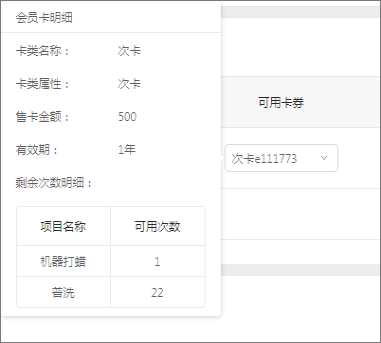 会员卡明细
卡类名称： 次卡
卡类属性： 次卡
售卡金额： 500
有效期： 1年
剩余次数明细：
项目名称 可用次数
机器打蜡 1
普洗 22
可用卡券
次卡e111773